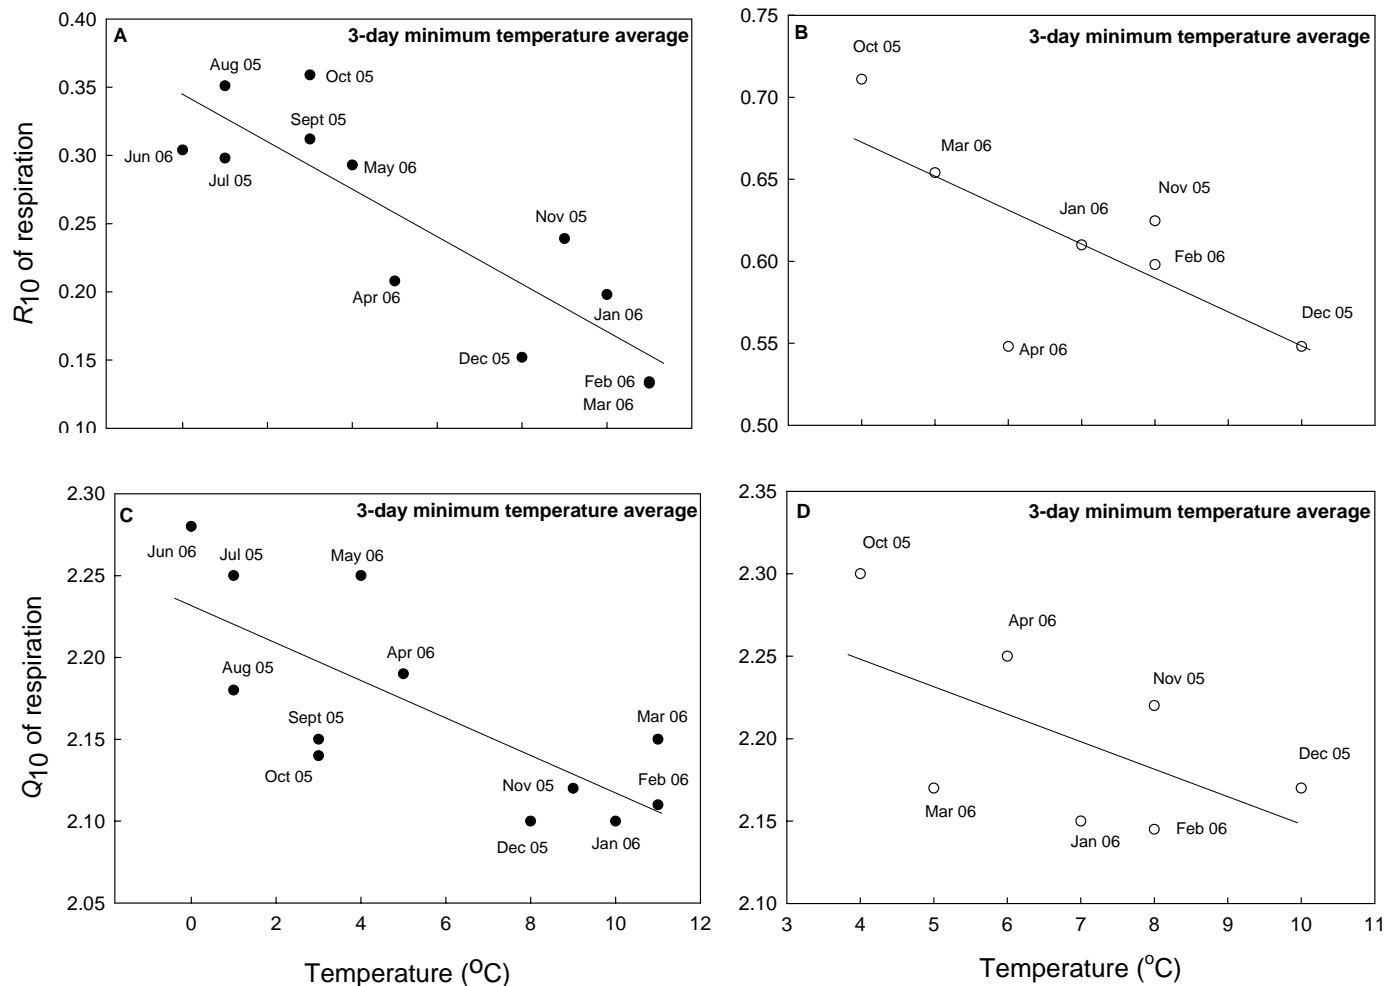 A
3-day minimum temperature average
0.40
0.35
0.30
0.25
0.20
0.15
0.10
R10 of respiration
Aug 05
Oct 05
Sept 05
Jun 06
Jul 05
May 06
Nov 05
Apr 06
Jan 06
Dec 05
Feb 06
Mar 06
B
3-day minimum temperature average
0.75
0.70
0.65
0.60
0.55
0.50
Oct 05
Mar 06
Nov 05
Jan 06
Feb 06
Dec 05
Apr 06
C
3-day minimum temperature average
2.30
2.25
2.20
2.15
2.10
2.05
Q10 of respiration
Jun 06
Jul 05
May 06
Aug 05
Apr 06
Sept 05
Oct 05
Mar 06
Feb 06
Nov 05
Dec 05
Jan 06
0 2 4 6 8 10 12
Temperature (oC)
D
3-day minimum temperature average
2.35
2.30
2.25
2.20
2.15
2.10
Oct 05
Apr 06
Nov 05
Dec 05
Mar 06
Jan 06
Feb 06
3 4 5 6 7 8 9 10 11
Temperature (°C)